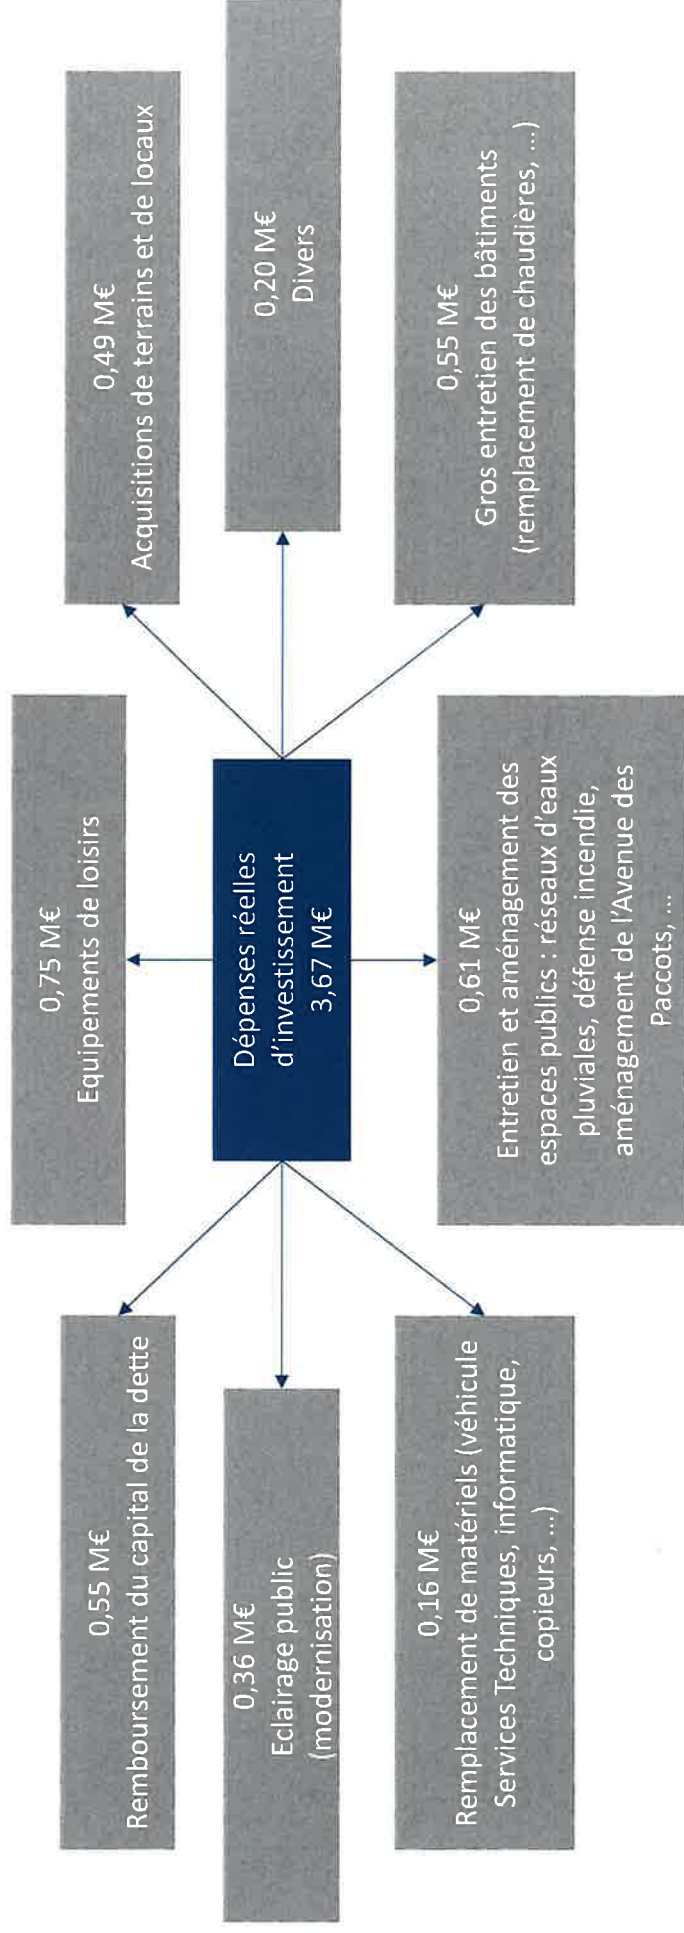 0,55 M€
Remboursement du capital de la dette
0,75 M€
Equipements de loisirs
0,49 M€
Acquisitions de terrains et de locaux
0,36 M€
Eclairage public
(modernisation)
Dépenses réelles
d'investissement
3,67 M€
0,20 M€
Divers
0,16 M€
Remplacement de matériels (véhicule
Services Techniques, informatique,
copieurs, ...)
0,61 M€
Entretien et aménagement des
espaces publics : réseaux d'eaux
pluviales, défense incendie,
aménagement de l'Avenue des
Paccots, ...
0,55 M€
Gros entretien des bâtiments
(remplacement de chaudières, ...)